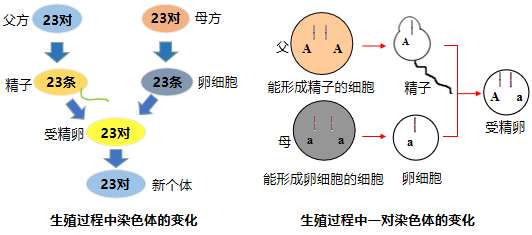 父方 23对 23对 母方
精子 23条 23条 卵细胞
受精卵 23对
23对 新个体
生殖过程中染色体的变化
父 A A A
能形成精子的细胞 精子
A a
受精卵
母 a a a
能形成卵细胞的细胞 卵细胞
生殖过程中一对染色体的变化